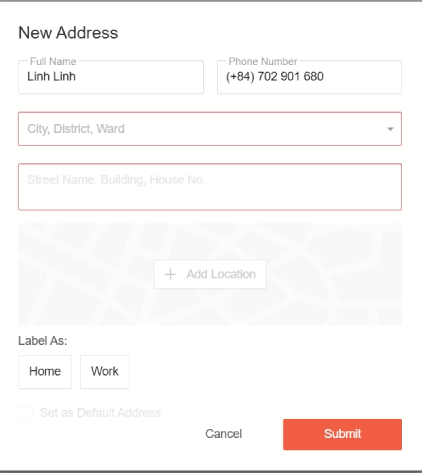 New Address
Full Name
Linh Linh
Phone Number
(+84) 702 901 680
City, District, Ward
Street Name, Building, House No.
Add Location
Label As:
Home
Work
Set as Default Address
Cancel
Submit